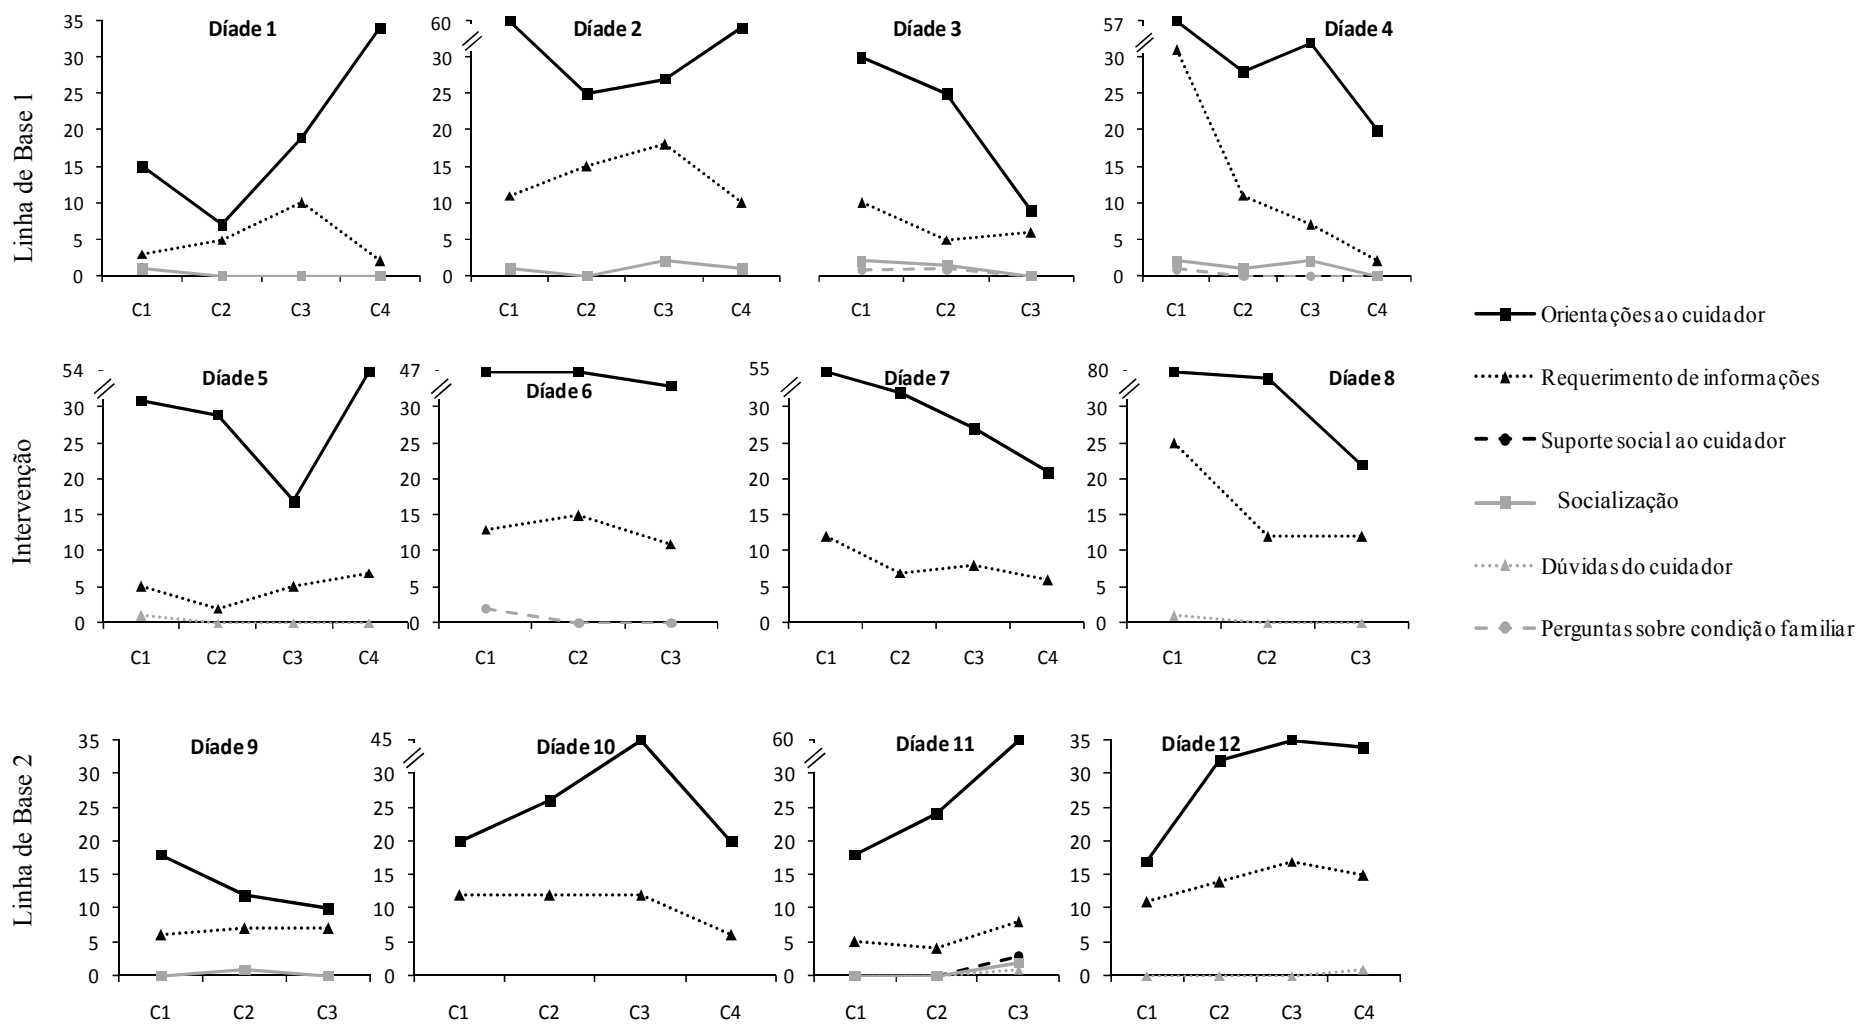 Linha de Base 1
Díade 1
35
30
25
20
15
10
5
0
C1 C2 C3 C4
Díade 2
60
30
25
20
15
10
5
0
C1 C2 C3 C4
Díade 3
C1 C2 C3
Díade 4
57
30
25
20
15
10
5
0
C1 C2 C3 C4
Intervenção
Díade 5
54
30
25
20
15
10
5
0
C1 C2 C3 C4
Díade 6
47
30
25
20
15
10
5
0
C1 C2 C3
Díade 7
55
30
25
20
15
10
5
0
C1 C2 C3 C4
Díade 8
80
30
25
20
15
10
5
0
C1 C2 C3
Linha de Base 2
Díade 9
35
30
25
20
15
10
5
0
C1 C2 C3
Díade 10
45
30
25
20
15
10
5
0
C1 C2 C3 C4
Díade 11
60
30
25
20
15
10
5
0
C1 C2 C3
Díade 12
35
30
25
20
15
10
5
0
C1 C2 C3 C4
Orientações ao cuidador
Requerimento de informações
Suporte social ao cuidador
Socialização
Dúvidas do cuidador
Perguntas sobre condição familiar